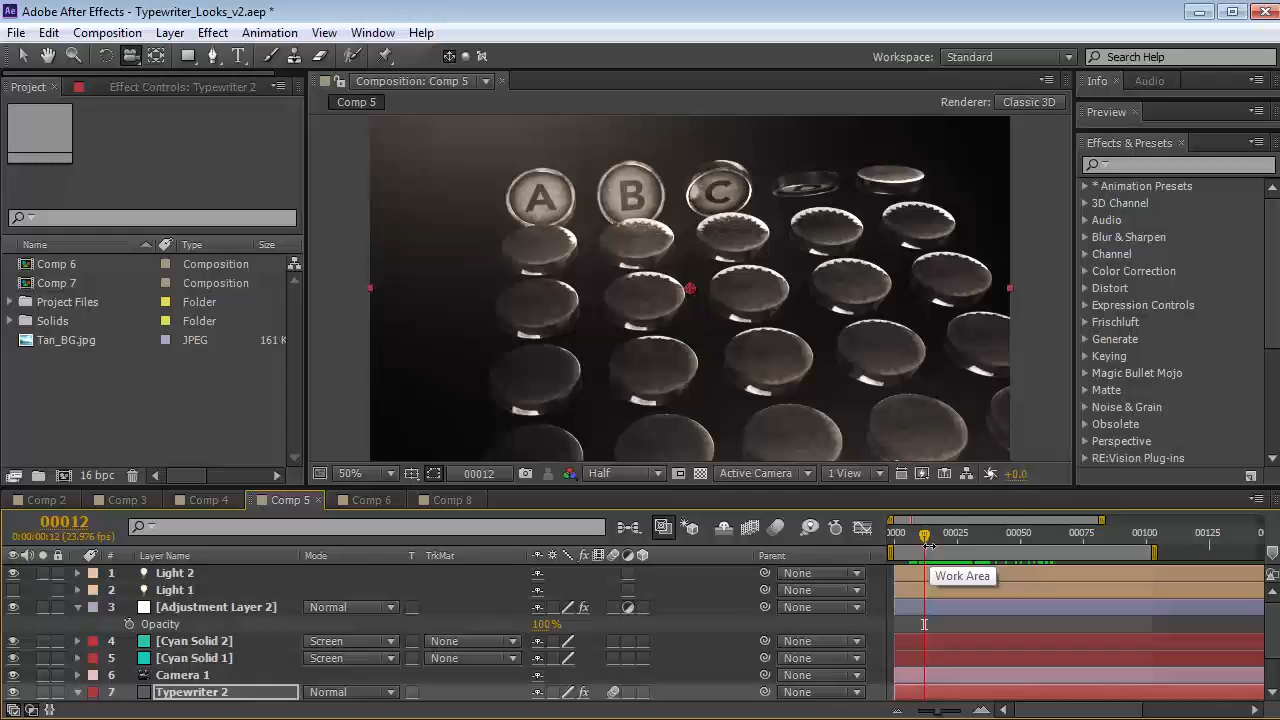 Adobe After Effects - Typewriter_Looks_v2.aep *
File Edit Composition Layer Effect Animation View Window Help
Workspace: Standard Search Help
Project Effect Controls: Typewriter 2 Composition: Comp 5 Info Audio
Comp 5 Renderer: Classic 3D
Preview
Effects & Presets
* Animation Presets
3D Channel
Audio
Blur & Sharpen
Channel
Color Correction
Distort
Expression Controls
Frischluft
Generate
Keying
Magic Bullet Mojo
Matte
Noise & Grain
Obsolete
Perspective
RE:Vision Plug-ins
A B C
Name Type Size
Comp 6 Composition
Comp 7 Composition
Project Files Folder
Solids Folder
Tan_BG.jpg JPEG 161 K
16 bpc
50% 00012 Half Active Camera 1 View +0.0
Comp 2 Comp 3 Comp 4 Comp 5 Comp 6 Comp 8
00012
0:00:00:12 (23.976 fps)
0000 00025 00050 00075 00100 00125
# Layer Name Mode T TrkMat Parent
1 Light 2 None
2 Light 1 None
3 [Adjustment Layer 2] Normal None
Opacity 100%
4 [Cyan Solid 2] Screen None None
5 [Cyan Solid 1] Screen None None
6 Camera 1 None
7 Typewriter 2 Normal None None
Work Area